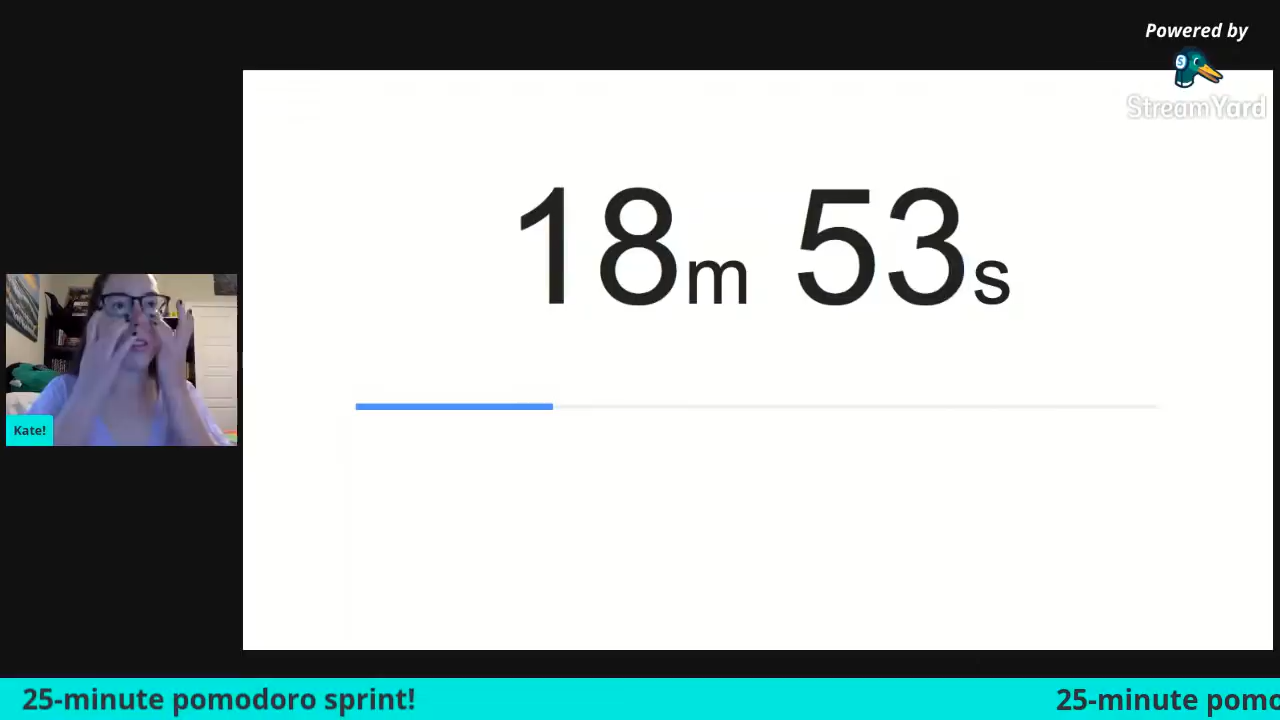 Powered by
StreamYard
18m 53s
Kate!
25-minute pomodoro sprint!
25-minute pomo